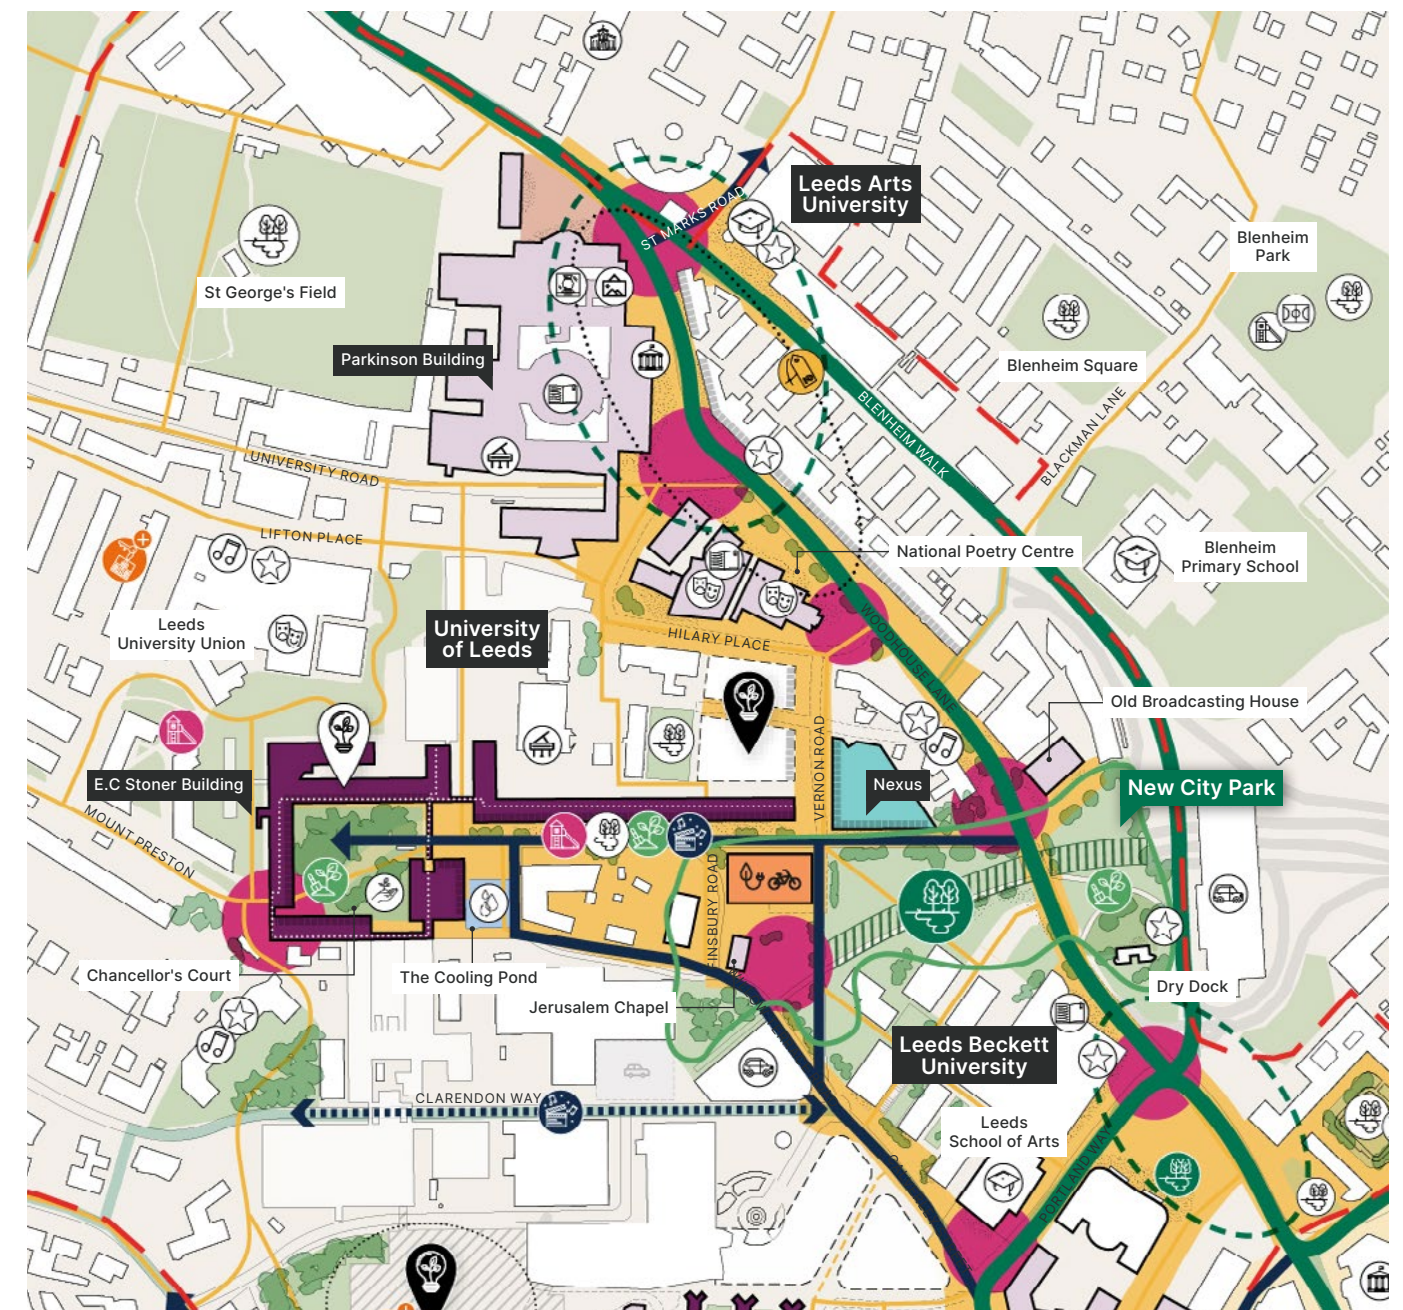 Leeds Arts
University
ST MARKS ROAD
Blenheim
Park
St George's Field
Parkinson Building
Blenheim Square
BLENHEIM WALK
BLACKMAN LANE
UNIVERSITY ROAD
LIFTON PLACE
National Poetry Centre
Blenheim
Primary School
Leeds
University Union
University
of Leeds
HILARY PLACE
WOODHOUSE LANE
Old Broadcasting House
VERNON ROAD
E.C Stoner Building
Nexus
New City Park
MOUNT PRESTON
FINSBURY ROAD
Chancellor's Court
The Cooling Pond
Jerusalem Chapel
Dry Dock
Leeds Beckett
University
CLARENDON WAY
Leeds
School of Arts
PORTLAND WAY